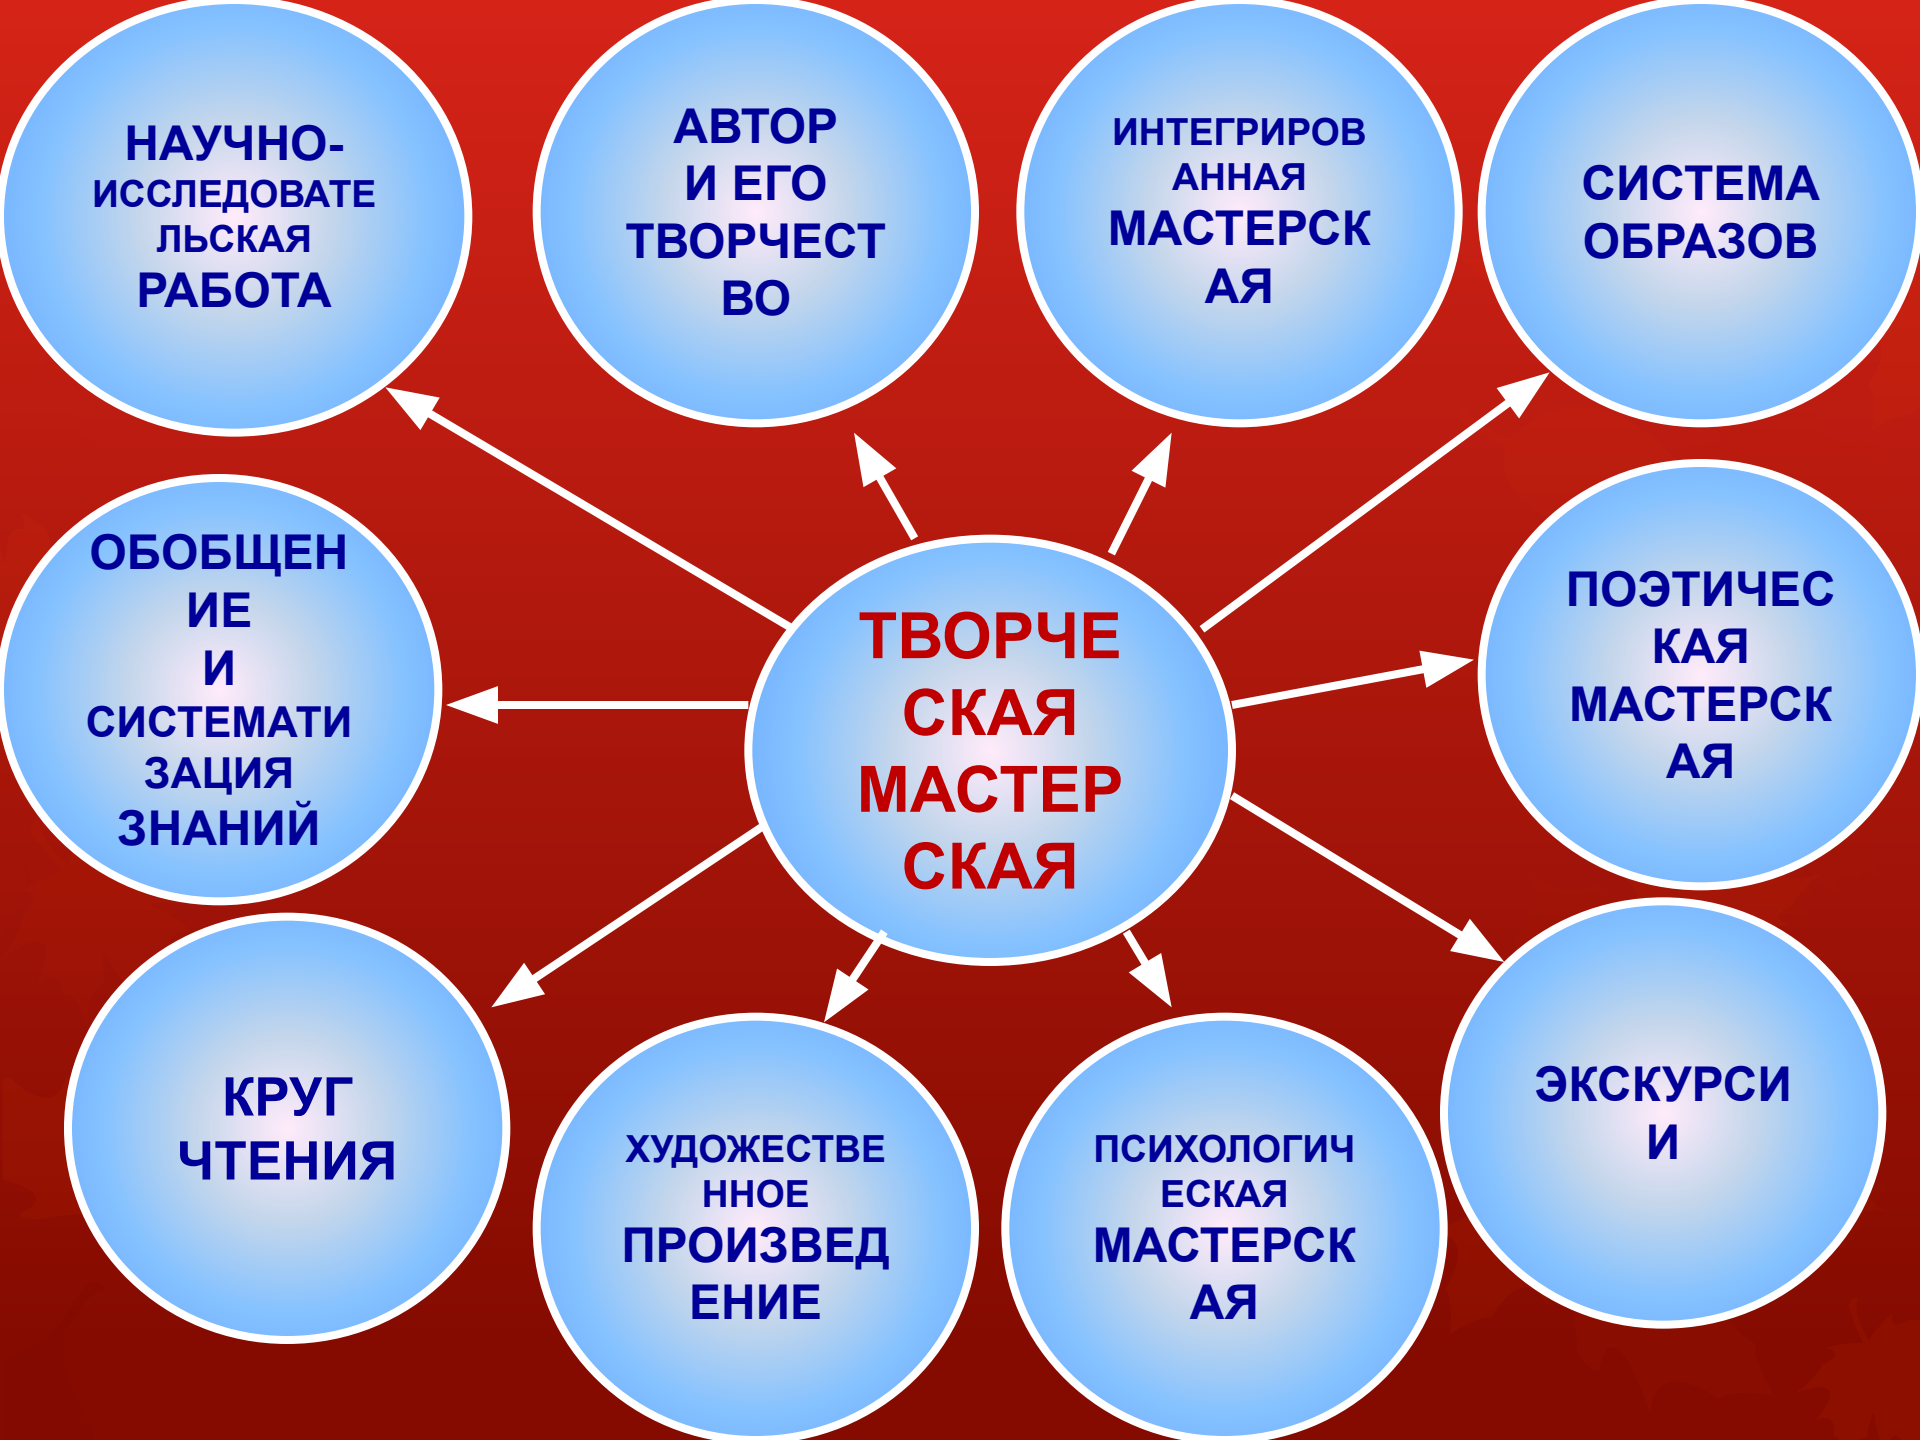 НАУЧНО-
ИССЛЕДОВАТЕ
ЛЬСКАЯ
РАБОТА
АВТОР
И ЕГО
ТВОРЧЕСТ
ВО
ИНТЕГРИРОВ
АННАЯ
МАСТЕРСК
АЯ
СИСТЕМА
ОБРАЗОВ
ОБОБЩЕН
ИЕ
И
СИСТЕМАТИ
ЗАЦИЯ
ЗНАНИЙ
ТВОРЧЕ
СКАЯ
МАСТЕР
СКАЯ
ПОЭТИЧЕС
КАЯ
МАСТЕРСК
АЯ
КРУГ
ЧТЕНИЯ
ХУДОЖЕСТВЕ
ННОЕ
ПРОИЗВЕД
ЕНИЕ
ПСИХОЛОГИЧ
ЕСКАЯ
МАСТЕРСК
АЯ
ЭКСКУРСИ
И